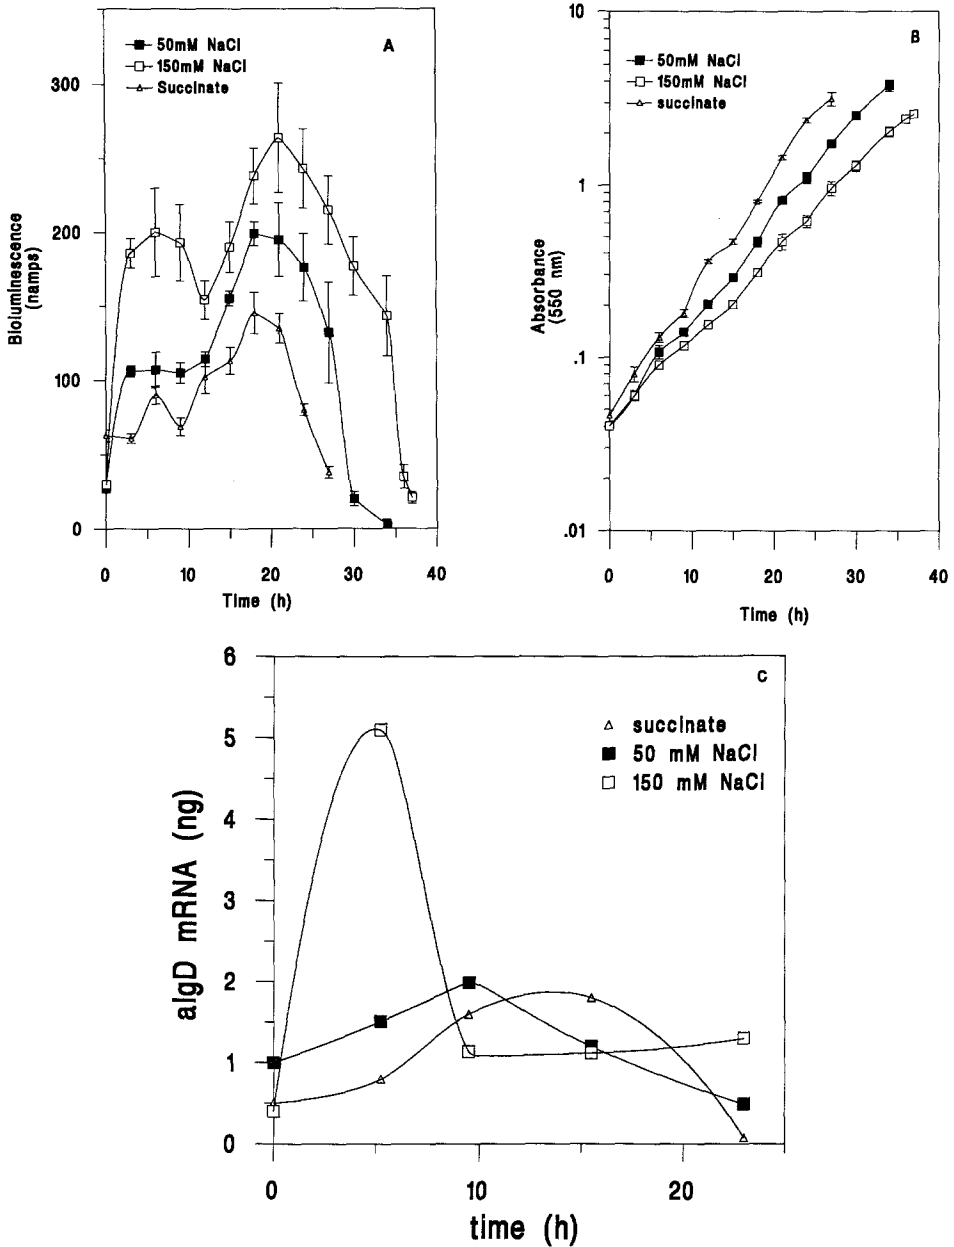 A
50mM NaCl
150mM NaCl
Succinate
300
200
100
0
Bioluminescence
(namps)
0 10 20 30 40
Time (h)
B
50mM NaCl
150mM NaCl
succinate
10
1
.1
.01
Absorbance
(550 nm)
0 10 20 30 40
Time (h)
C
succinate
50 mM NaCl
150 mM NaCl
6
5
4
3
2
1
0
algD mRNA (ng)
0 10 20
time (h)